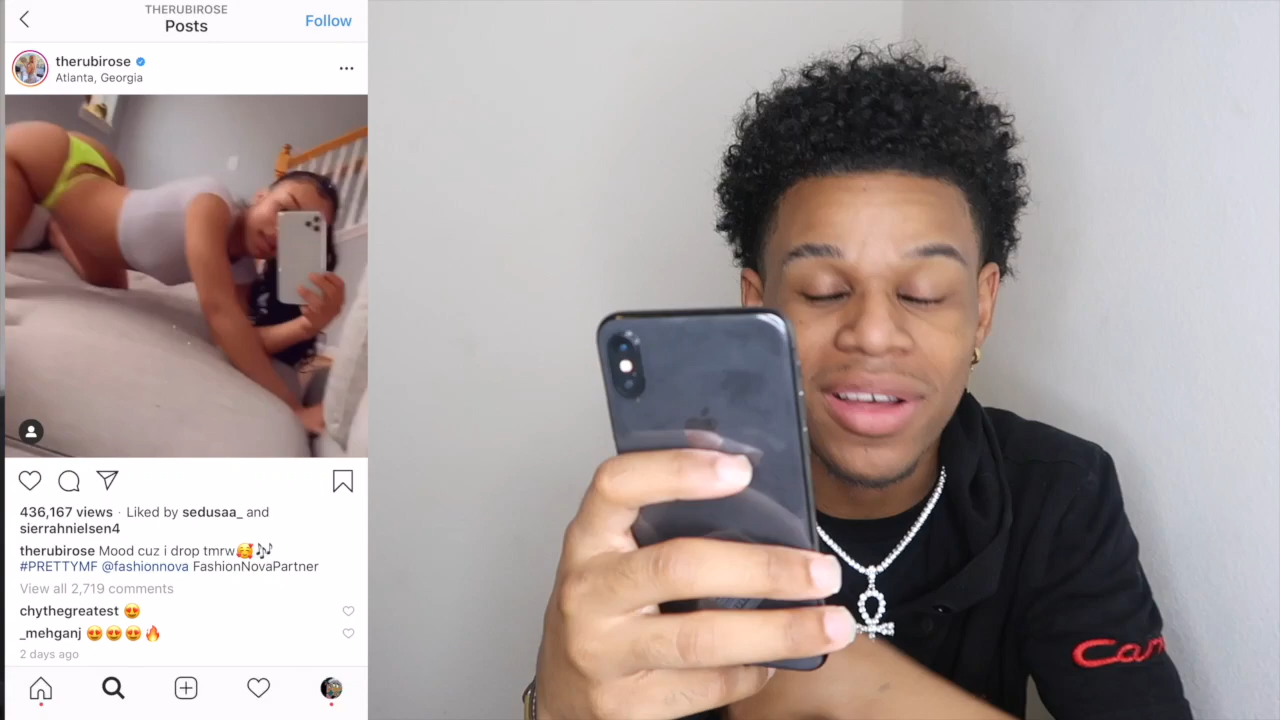 THERUBIROSE
Posts
Follow
therubirose
Atlanta, Georgia
436,167 views · Liked by sedusaa_ and
sierrahnielsen4
therubirose Mood cuz i drop tmrw🥰🎶
#PRETTYMF @fashionnova FashionNovaPartner
View all 2,719 comments
chythegreatest 😍
_mehganj 😍😍😍🔥
2 days ago